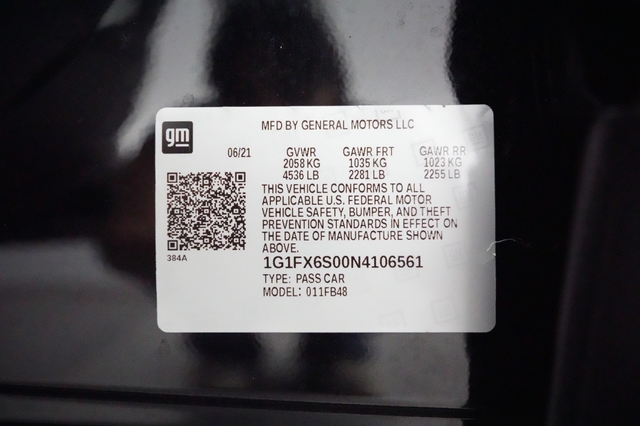 gm
MFD BY GENERAL MOTORS LLC
06/21 GVWR GAWR FRT GAWR RR
2058 KG 1035 KG 1023 KG
4536 LB 2281 LB 2255 LB
THIS VEHICLE CONFORMS TO ALL
APPLICABLE U.S. FEDERAL MOTOR
VEHICLE SAFETY, BUMPER, AND THEFT
PREVENTION STANDARDS IN EFFECT ON
THE DATE OF MANUFACTURE SHOWN
ABOVE.
384A
1G1FX6S00N4106561
TYPE: PASS CAR
MODEL: 011FB48